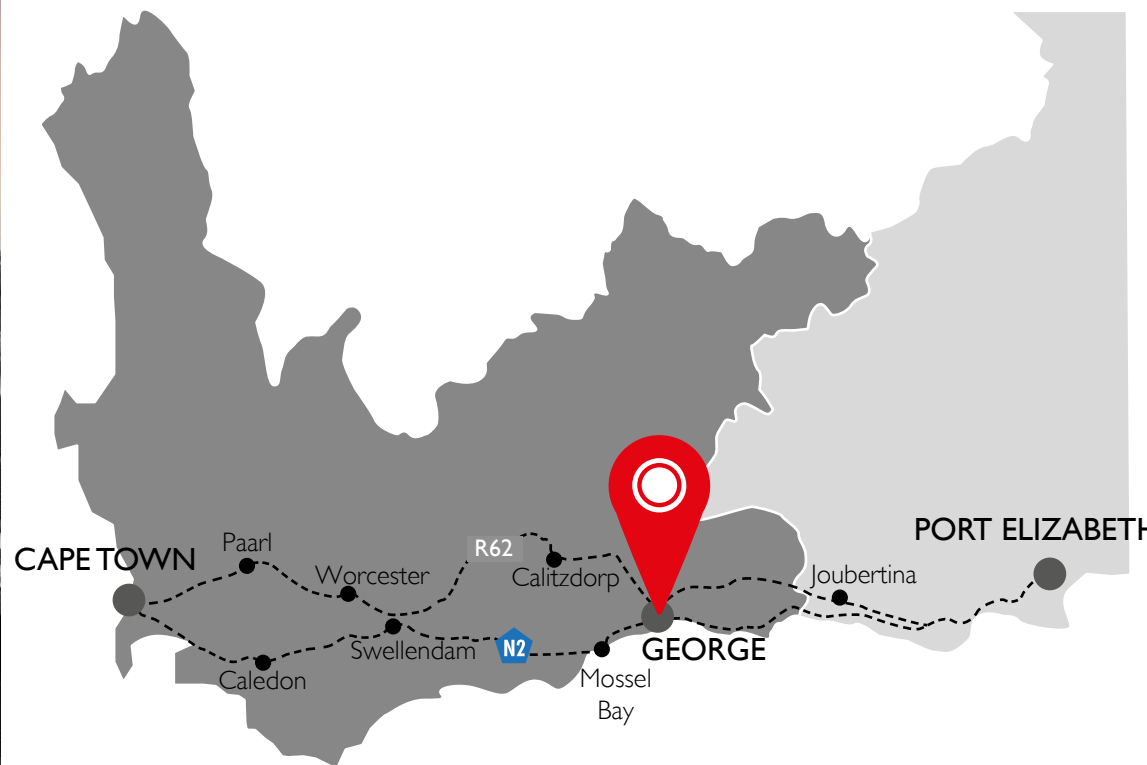 CAPE TOWN
Paarl
Worcester
R62
Calitzdorp
PORT ELIZABETH
Joubertina
Swellendam
N2
GEORGE
Caledon
Mossel
Bay